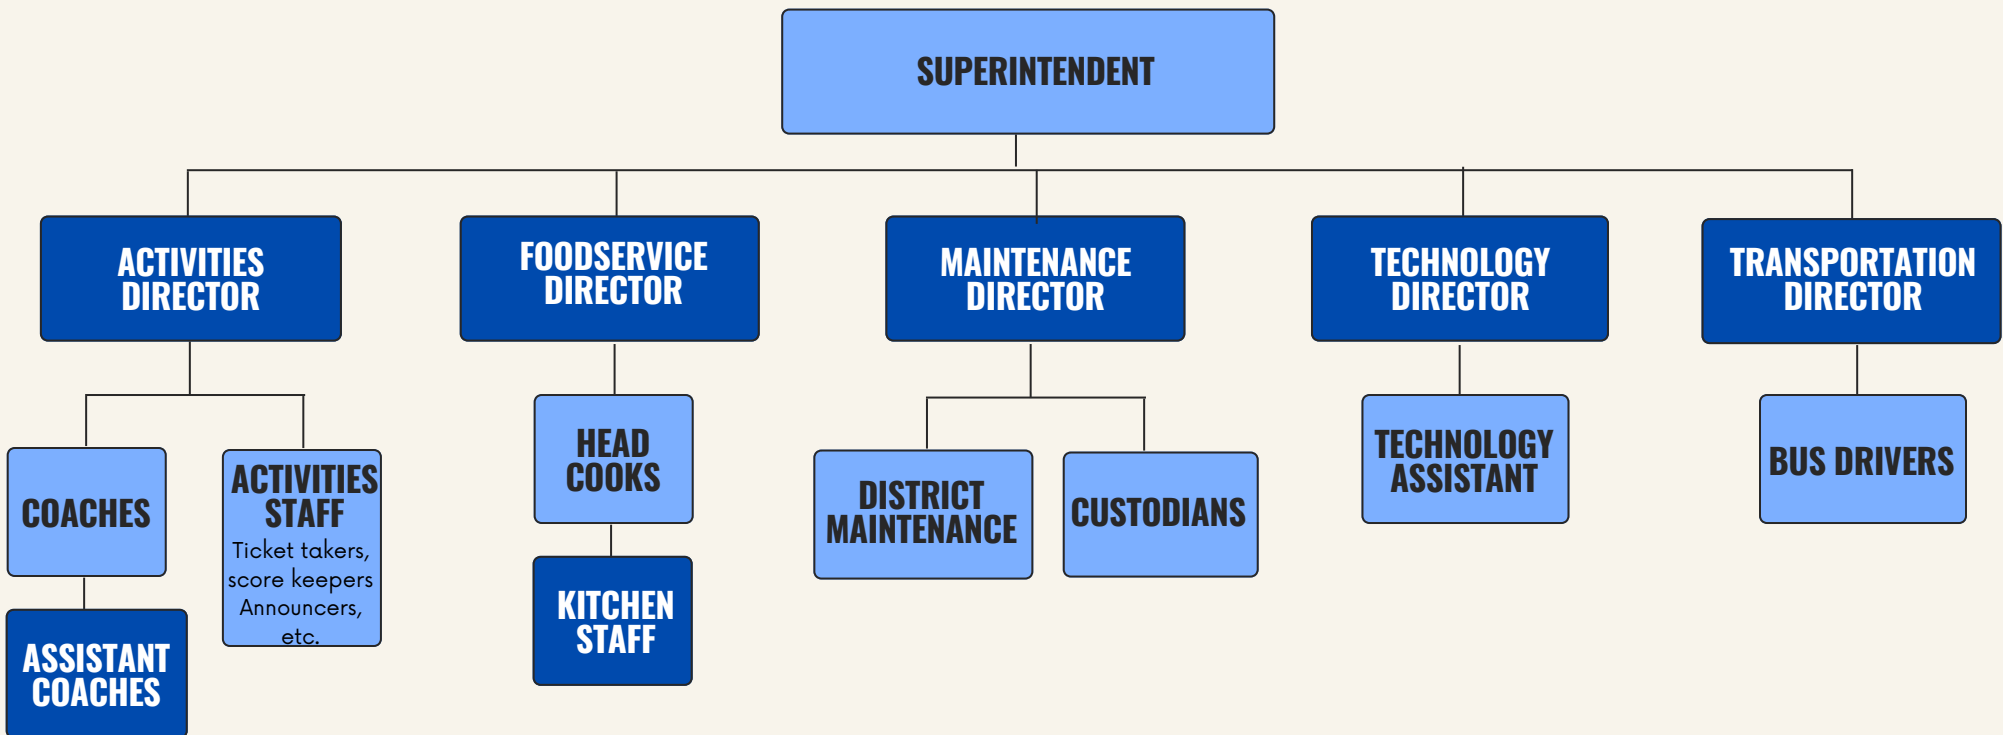 SUPERINTENDENT
ACTIVITIES
DIRECTOR
FOODSERVICE
DIRECTOR
MAINTENANCE
DIRECTOR
TECHNOLOGY
DIRECTOR
TRANSPORTATION
DIRECTOR
COACHES
ACTIVITIES
STAFF
Ticket takers,
score keepers
Announcers,
etc.
HEAD
COOKS
DISTRICT
MAINTENANCE
CUSTODIANS
TECHNOLOGY
ASSISTANT
BUS DRIVERS
ASSISTANT
COACHES
KITCHEN
STAFF